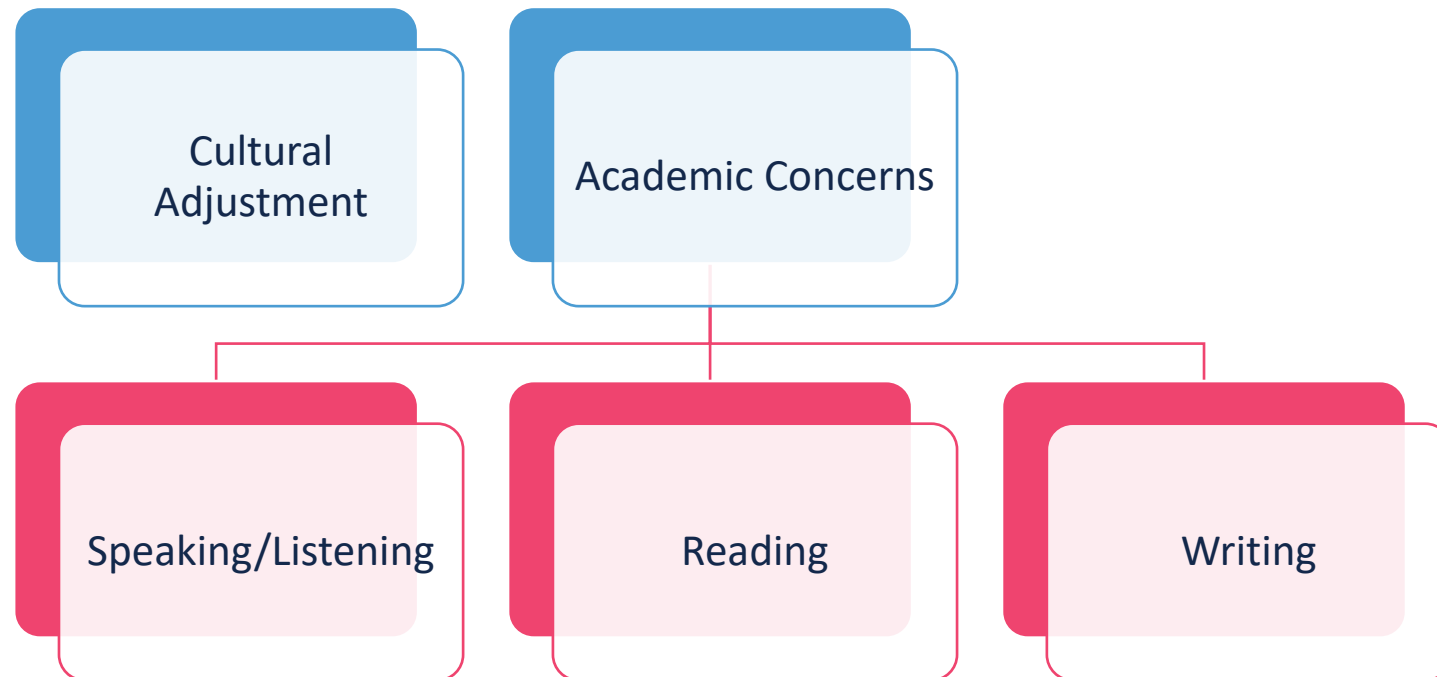 Cultural
Adjustment
Academic Concerns
Speaking/Listening
Reading
Writing